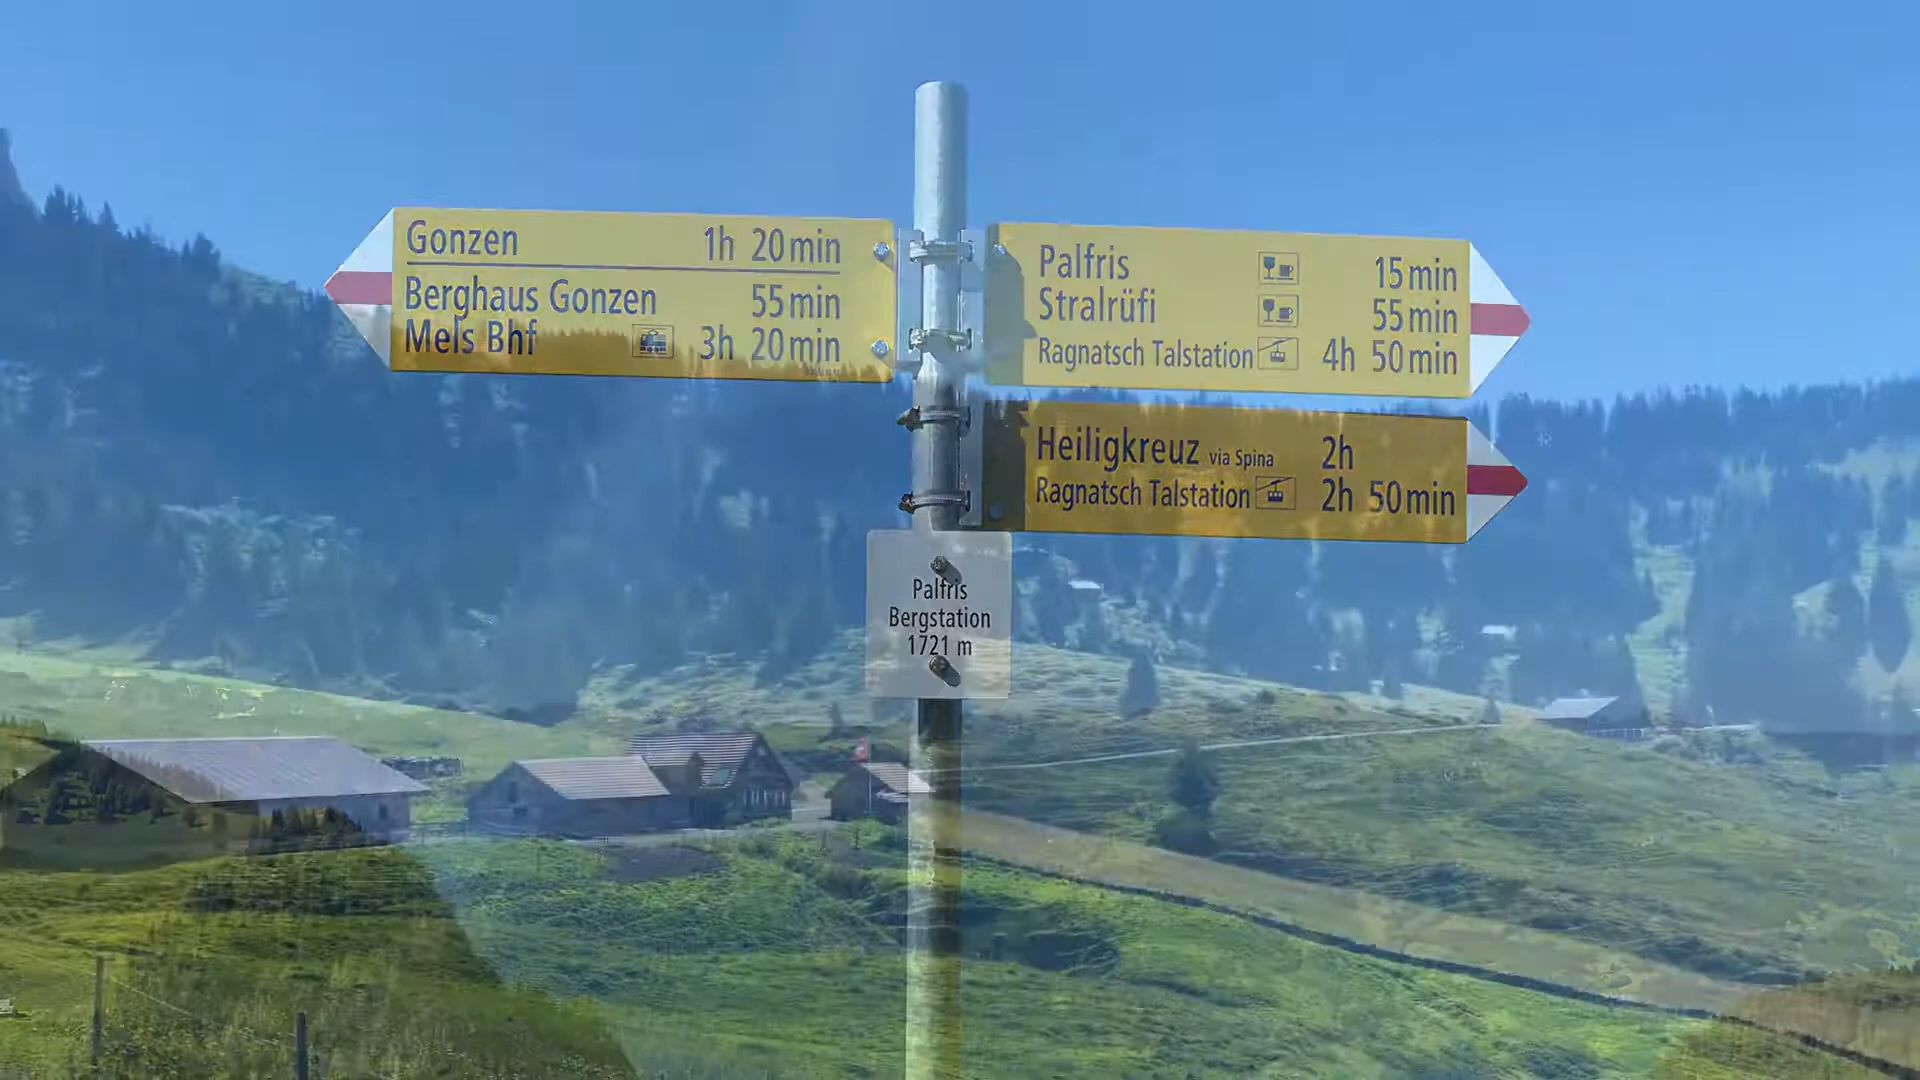 Gonzen 1h 20min
Berghaus Gonzen 55min
Mels Bhf 3h 20min
Palfris 15min
Stralrüfi 55min
Ragnatsch Talstation 4h 50min
Heiligkreuz via Spina 2h
Ragnatsch Talstation 2h 50min
Palfris
Bergstation
1721 m